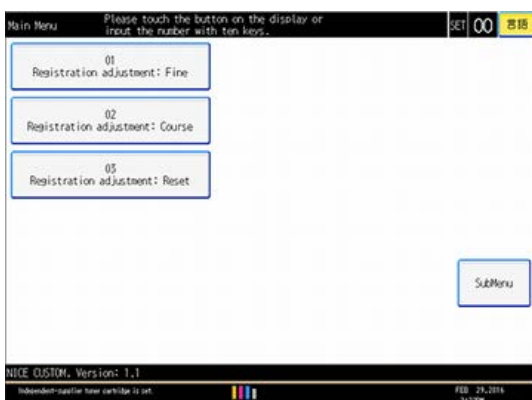 Main Menu
Please touch the button on the display or
input the number with ten keys.
SET 00 言語
01
Registration adjustment: Fine
02
Registration adjustment: Course
03
Registration adjustment: Reset
SubMenu
NICE CUSTOM. Version: 1.1
Independent-supplier toner cartridge is set.
FEB 29,2016